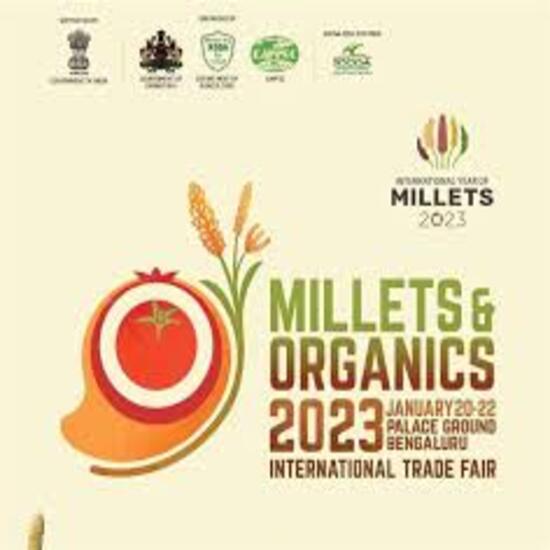 INTERNATIONAL YEAR OF
MILLETS
2023
MILLETS &
ORGANICS
2023 JANUARY 20-22
PALACE GROUND
BENGALURU
INTERNATIONAL TRADE FAIR